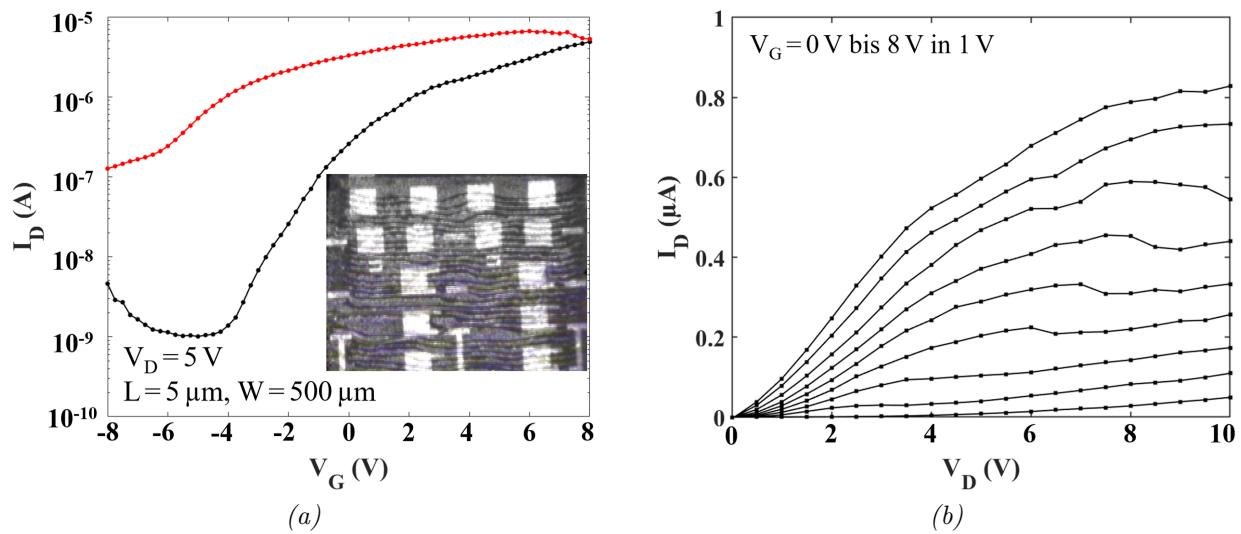 10-5
10-6
10-7
10-8
10-9
10-10
I_D (A)
V_D = 5 V
L = 5 µm, W = 500 µm
-8 -6 -4 -2 0 2 4 6 8
V_G (V)
(a)
1
0.8
0.6
0.4
0.2
0
I_D (µA)
V_G = 0 V bis 8 V in 1 V
0 2 4 6 8 10
V_D (V)
(b)